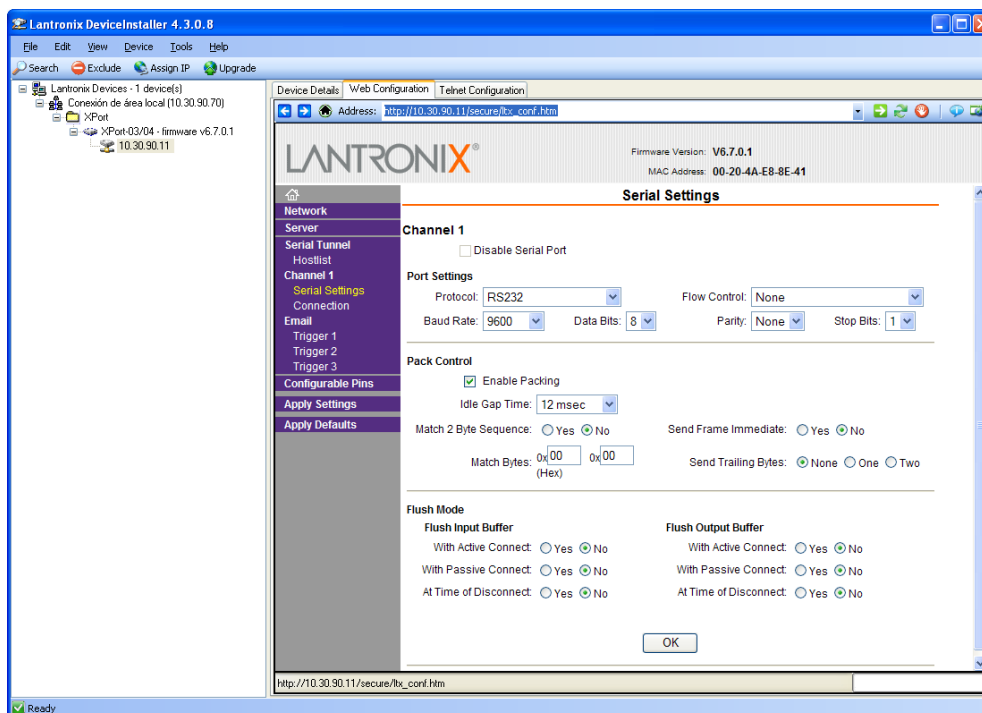 Lantronix DeviceInstaller 4.3.0.8
File Edit View Device Tools Help
Search Exclude Assign IP Upgrade
Lantronix Devices - 1 device(s)
Conexión de área local (10.30.90.70)
XPort
XPort-03/04 - firmware v6.7.0.1
10.30.90.11
Device Details Web Configuration Telnet Configuration
Address: http://10.30.90.11/secure/ltx_conf.htm
LANTRONIX®
Firmware Version: V6.7.0.1
MAC Address: 00-20-4A-E8-8E-41
Network
Server
Serial Tunnel
Hostlist
Channel 1
Serial Settings
Connection
Email
Trigger 1
Trigger 2
Trigger 3
Configurable Pins
Apply Settings
Apply Defaults
Serial Settings
Channel 1
Disable Serial Port
Port Settings
Protocol: RS232 Flow Control: None
Baud Rate: 9600 Data Bits: 8 Parity: None Stop Bits: 1
Pack Control
Enable Packing
Idle Gap Time: 12 msec
Match 2 Byte Sequence: Yes No Send Frame Immediate: Yes No
Match Bytes: 0x 00 0x 00 Send Trailing Bytes: None One Two
(Hex)
Flush Mode
Flush Input Buffer Flush Output Buffer
With Active Connect: Yes No With Active Connect: Yes No
With Passive Connect: Yes No With Passive Connect: Yes No
At Time of Disconnect: Yes No At Time of Disconnect: Yes No
OK
http://10.30.90.11/secure/ltx_conf.htm
Ready